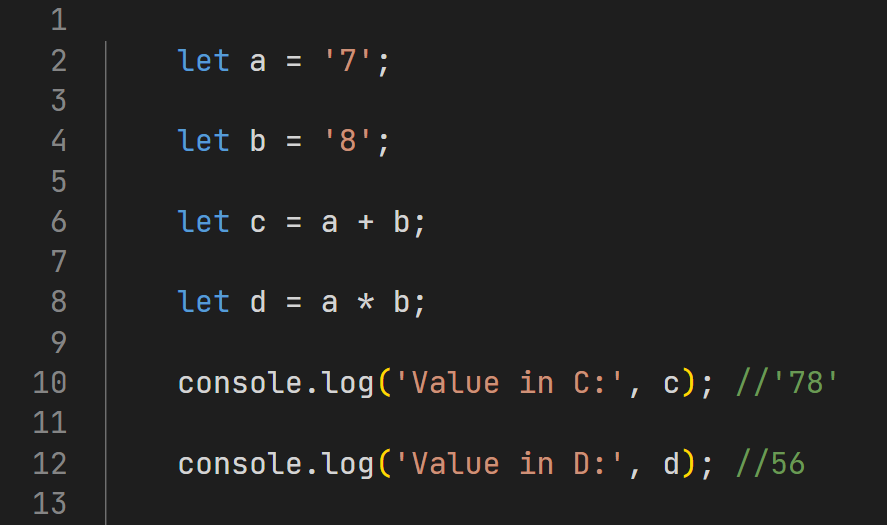 1
2 let a = '7';
3
4 let b = '8';
5
6 let c = a + b;
7
8 let d = a * b;
9
10 console.log('Value in C:', c); //'78'
11
12 console.log('Value in D:', d); //56
13